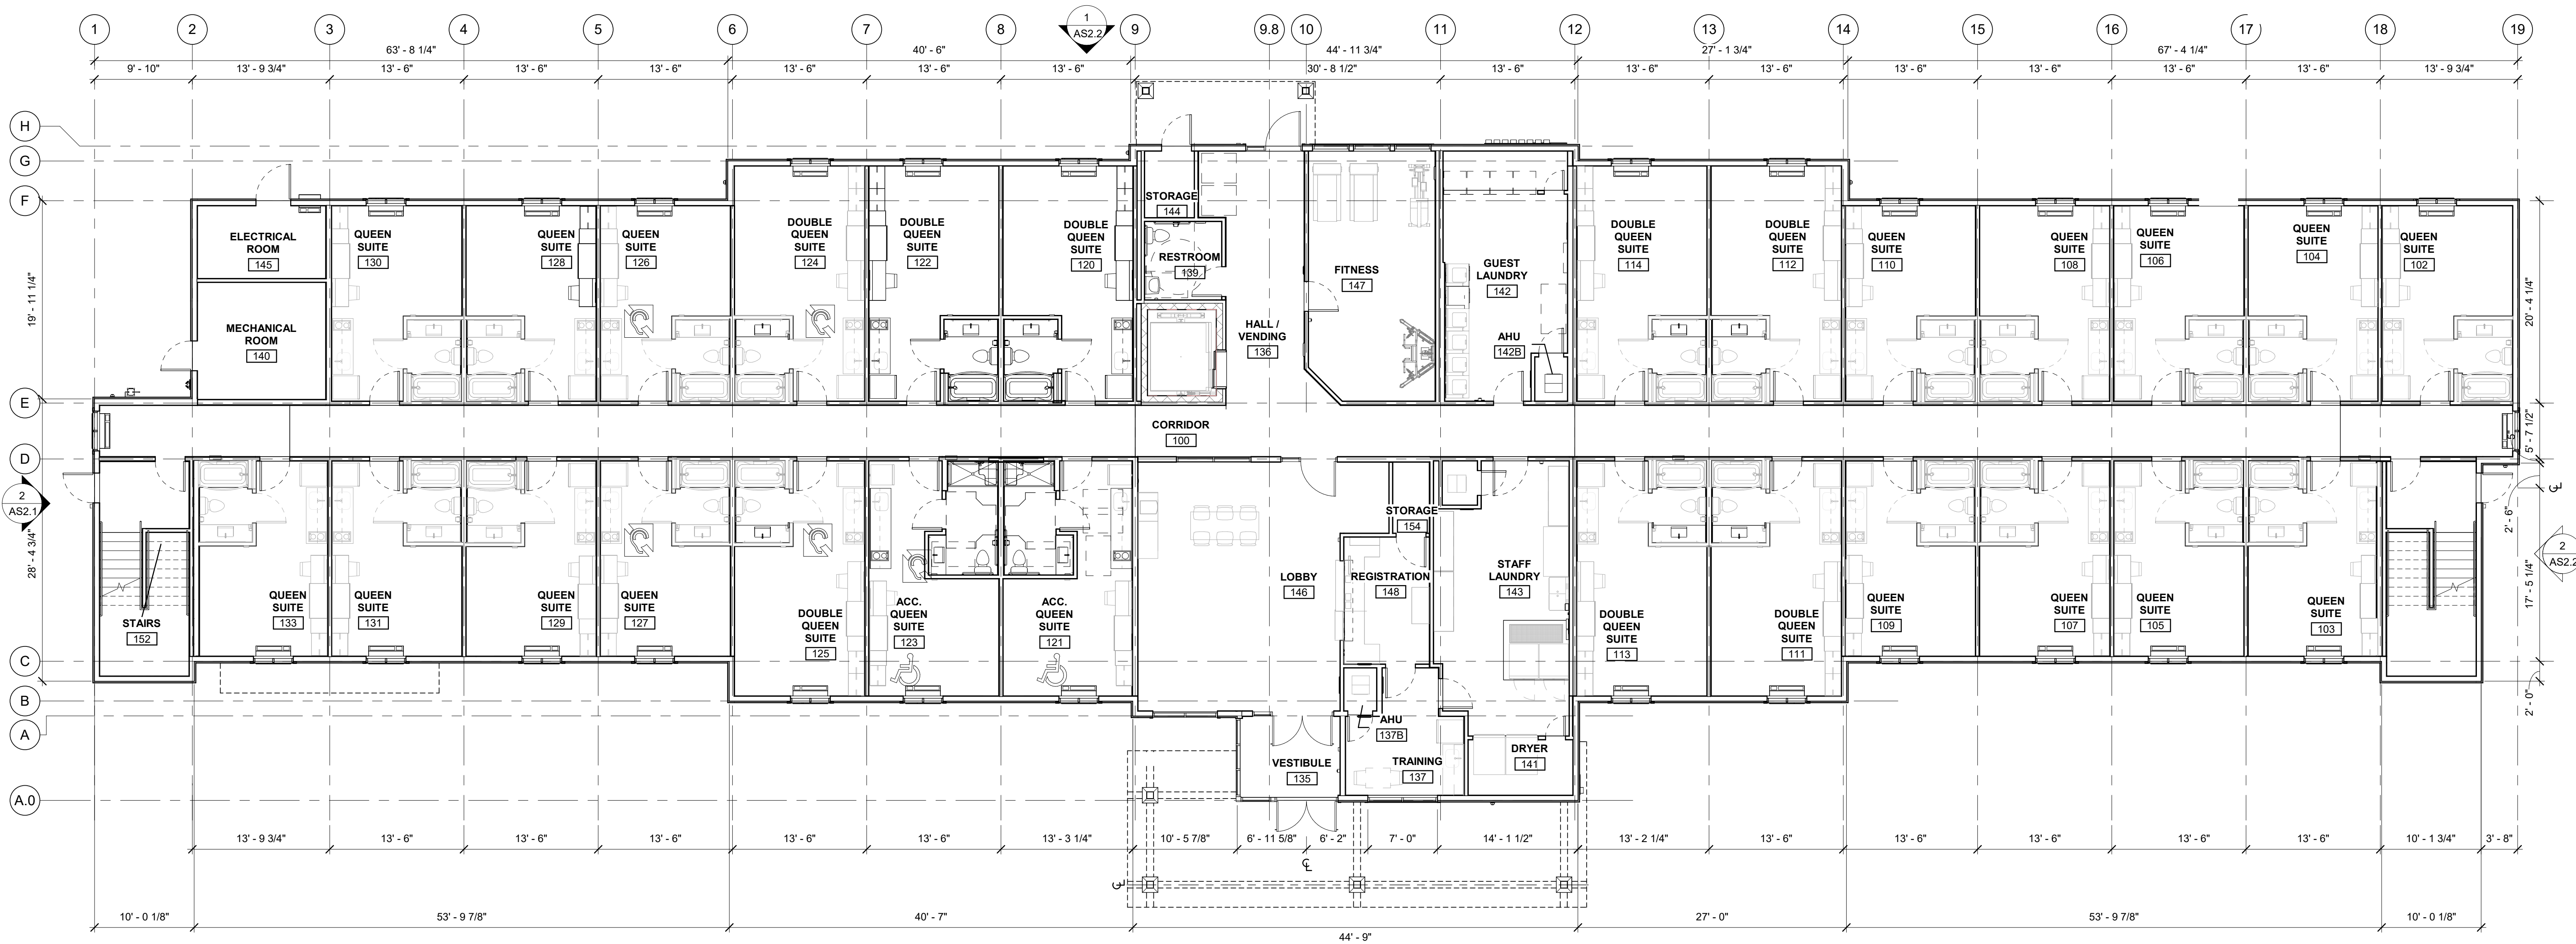 1 2 3 4 5 6 7 8 9 9.8 10 11 12 13 14 15 16 17 18 19
1
AS2.2
63' - 8 1/4" 40' - 6" 44' - 11 3/4" 27' - 1 3/4" 67' - 4 1/4"
9' - 10" 13' - 9 3/4" 13' - 6" 13' - 6" 13' - 6" 13' - 6" 13' - 6" 13' - 6" 30' - 8 1/2" 13' - 6" 13' - 6" 13' - 6" 13' - 6" 13' - 6" 13' - 6" 13' - 6" 13' - 9 3/4"
H
G
F
E
D
C
B
A
A.0
19' - 11 1/4"
28' - 4 3/4"
2
AS2.1
ELECTRICAL
ROOM
145
MECHANICAL
ROOM
140
QUEEN
SUITE
130
QUEEN
SUITE
128
QUEEN
SUITE
126
DOUBLE
QUEEN
SUITE
124
DOUBLE
QUEEN
SUITE
122
DOUBLE
QUEEN
SUITE
120
STORAGE
144
RESTROOM
139
HALL /
VENDING
136
FITNESS
147
GUEST
LAUNDRY
142
AHU
142B
DOUBLE
QUEEN
SUITE
114
DOUBLE
QUEEN
SUITE
112
QUEEN
SUITE
110
QUEEN
SUITE
108
QUEEN
SUITE
106
QUEEN
SUITE
104
QUEEN
SUITE
102
CORRIDOR
100
STAIRS
152
QUEEN
SUITE
133
QUEEN
SUITE
131
QUEEN
SUITE
129
QUEEN
SUITE
127
DOUBLE
QUEEN
SUITE
125
ACC.
QUEEN
SUITE
123
ACC.
QUEEN
SUITE
121
LOBBY
146
STORAGE
154
REGISTRATION
148
STAFF
LAUNDRY
143
AHU
137B
VESTIBULE
135
TRAINING
137
DRYER
141
DOUBLE
QUEEN
SUITE
113
DOUBLE
QUEEN
SUITE
111
QUEEN
SUITE
109
QUEEN
SUITE
107
QUEEN
SUITE
105
QUEEN
SUITE
103
20' - 4 1/4"
5"
5' - 7 1/2"
2' - 6"
17' - 5 1/4"
2' - 0"
2
AS2.2
13' - 9 3/4" 13' - 6" 13' - 6" 13' - 6" 13' - 6" 13' - 6" 13' - 3 1/4" 10' - 5 7/8" 6' - 11 5/8" 6' - 2" 7' - 0" 14' - 1 1/2" 13' - 2 1/4" 13' - 6" 13' - 6" 13' - 6" 13' - 6" 13' - 6" 10' - 1 3/4" 3' - 8"
10' - 0 1/8" 53' - 9 7/8" 40' - 7" 44' - 9" 27' - 0" 53' - 9 7/8" 10' - 0 1/8"